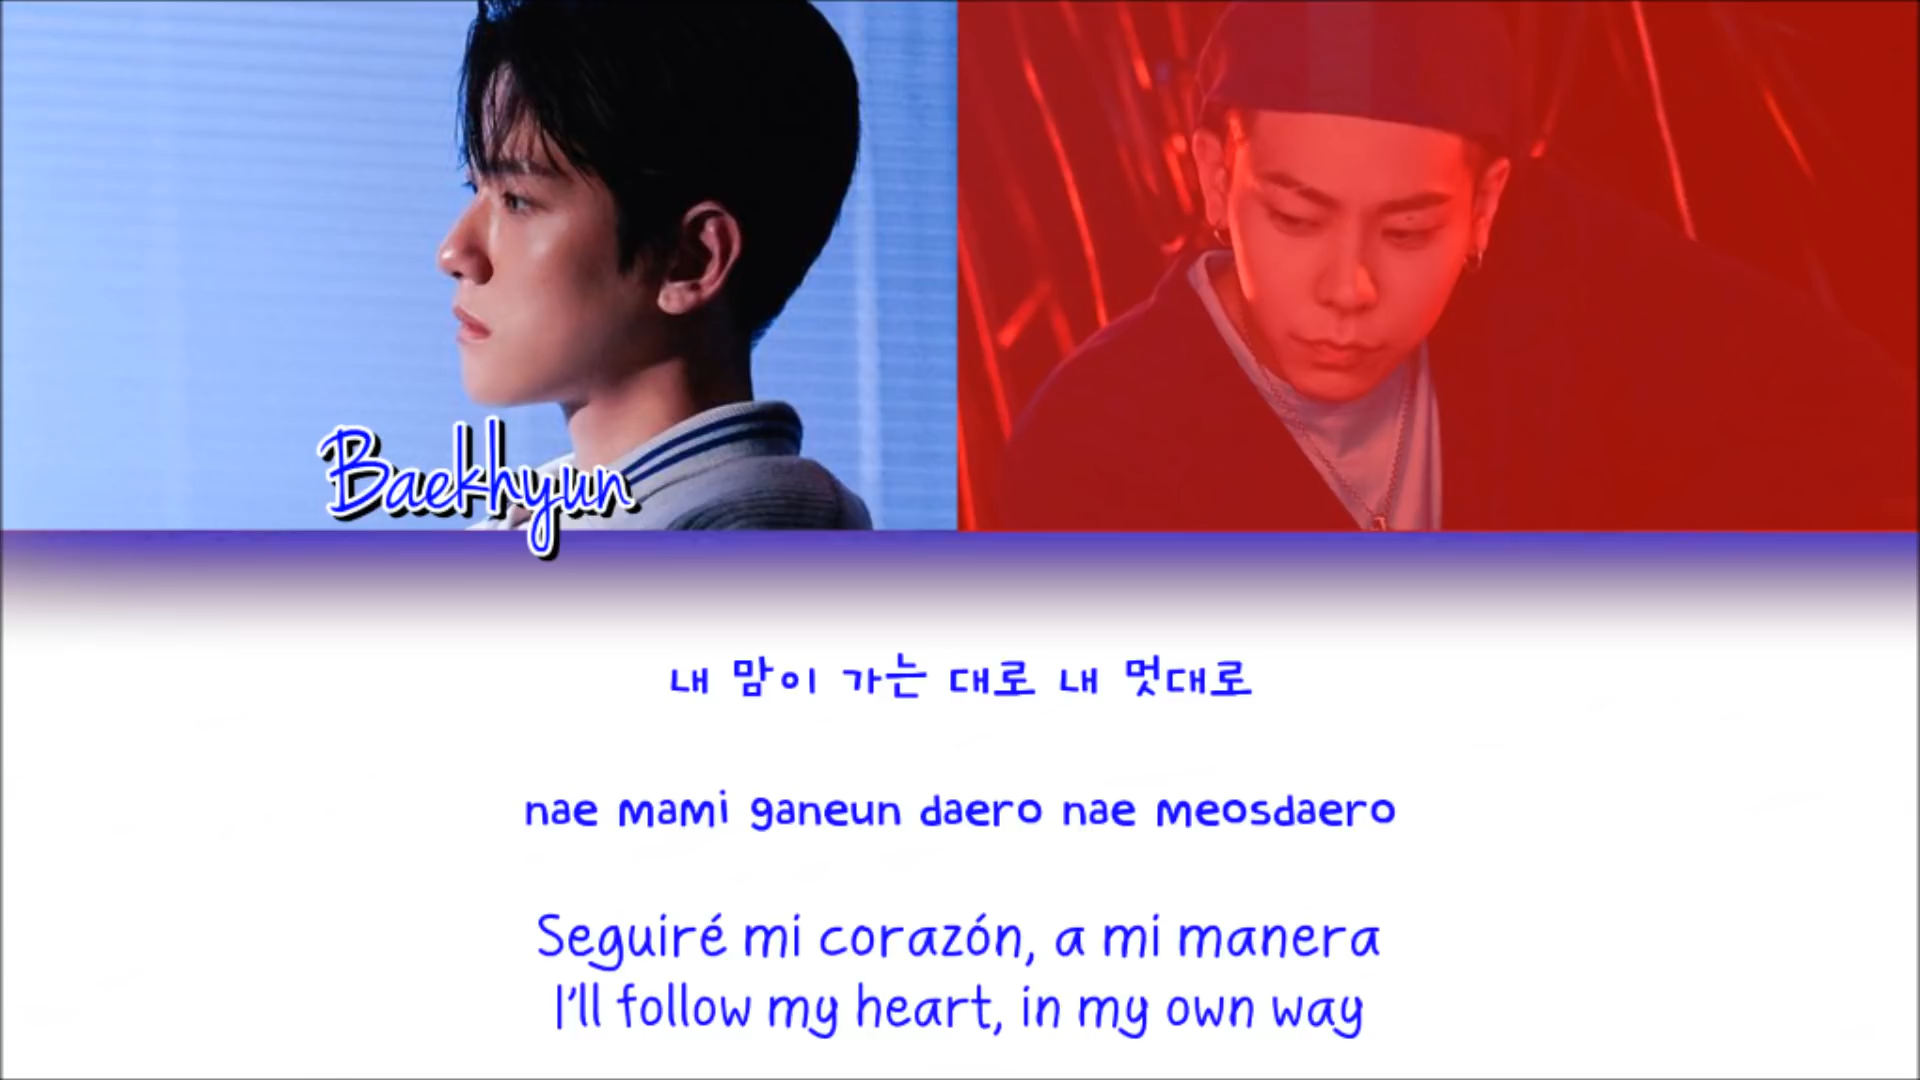 Baekhyun
내 맘이 가는 대로 내 멋대로
nae mami ganeun daero nae meosdaero
Seguiré mi corazón, a mi manera
I'll follow my heart, in my own way